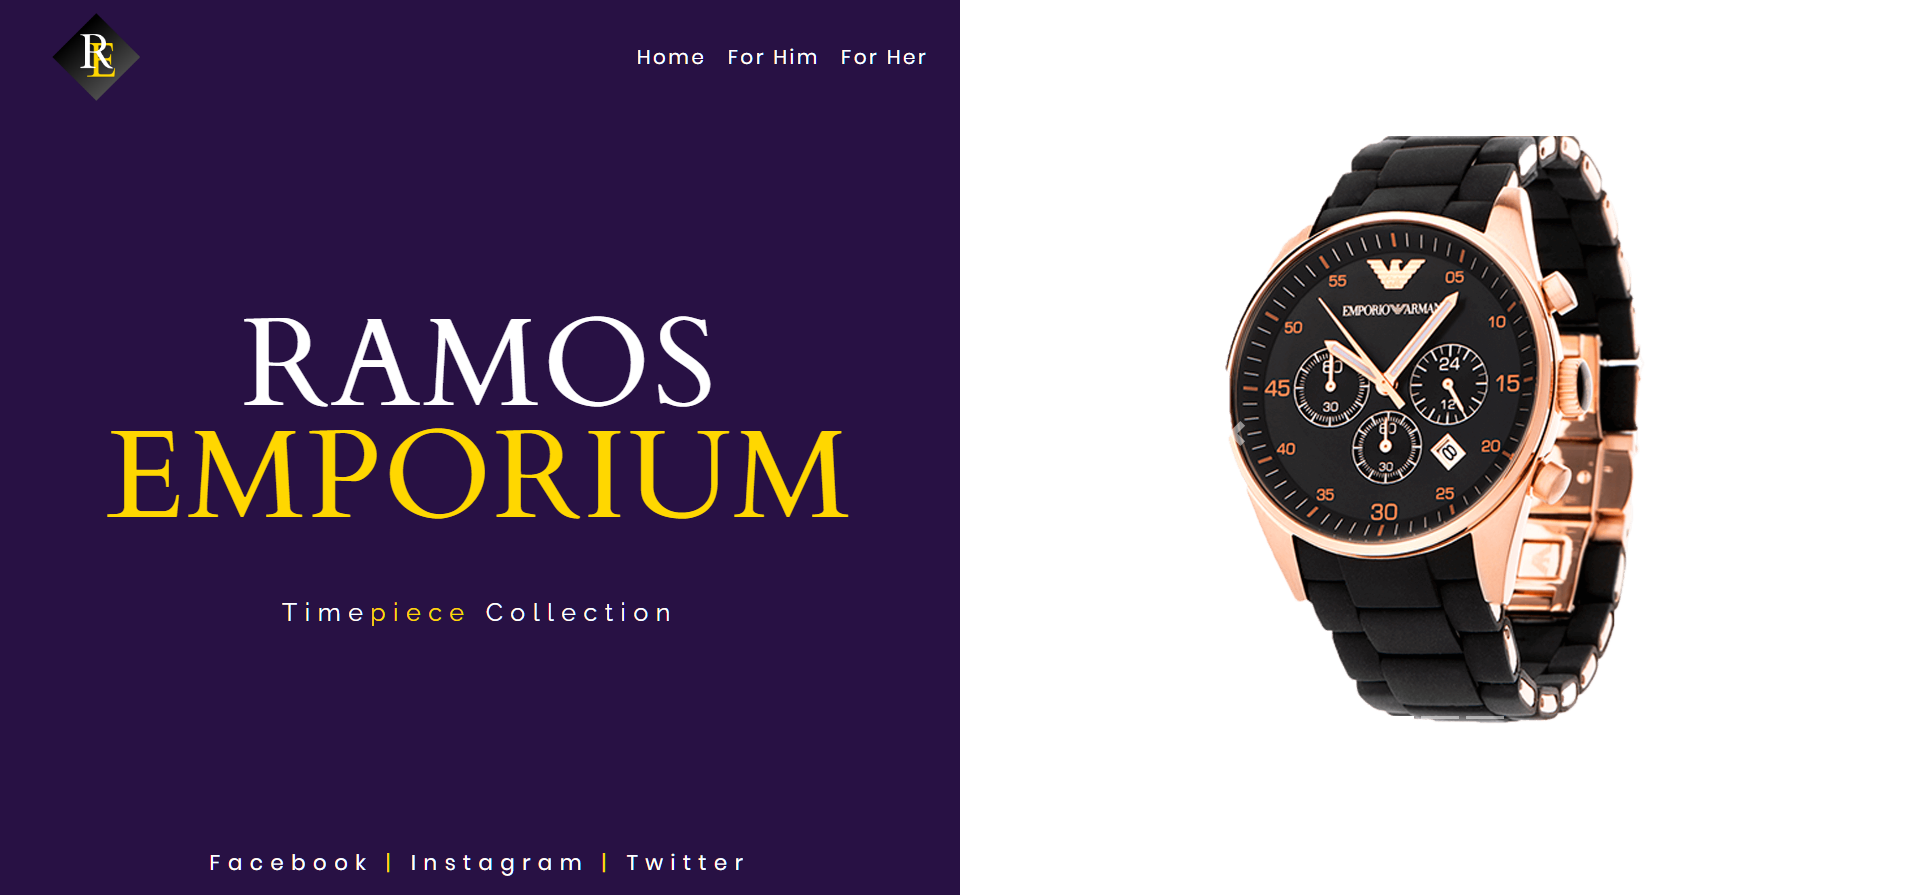 RE
Home For Him For Her
RAMOS
EMPORIUM
Timepiece Collection
Facebook | Instagram | Twitter
55 05
EMPORIO ARMANI
50 10
60 24
45 15
30 12
60
40 20
8
30
35 25
30